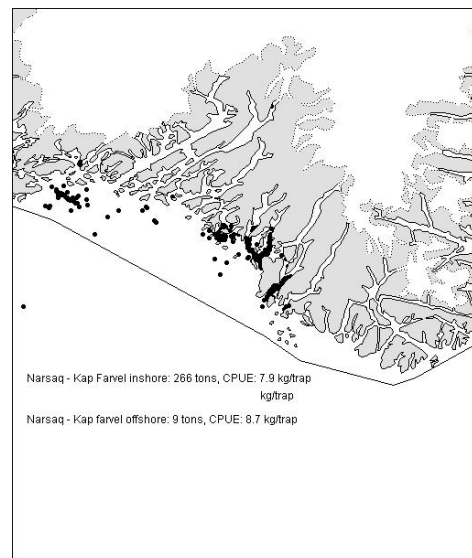 Narsaq - Kap Farvel inshore: 266 tons, CPUE: 7.9 kg/trap
kg/trap
Narsaq - Kap farvel offshore: 9 tons, CPUE: 8.7 kg/trap